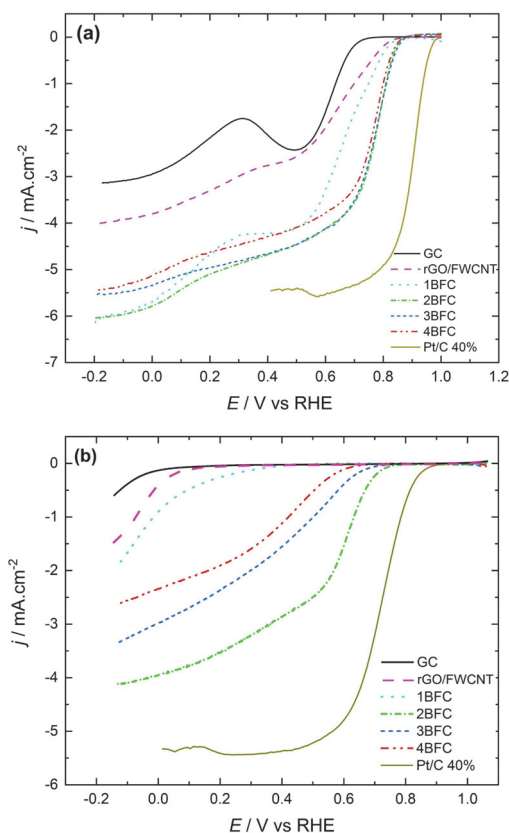 (a)
0
-1
-2
-3
-4
-5
-6
-7
j / mA.cm-2
GC
rGO/FWCNT
1BFC
2BFC
3BFC
4BFC
Pt/C 40%
-0.2 0.0 0.2 0.4 0.6 0.8 1.0 1.2
E / V vs RHE
(b)
0
-1
-2
-3
-4
-5
-6
j / mA.cm-2
GC
rGO/FWCNT
1BFC
2BFC
3BFC
4BFC
Pt/C 40%
-0.2 0.0 0.2 0.4 0.6 0.8 1.0
E / V vs RHE